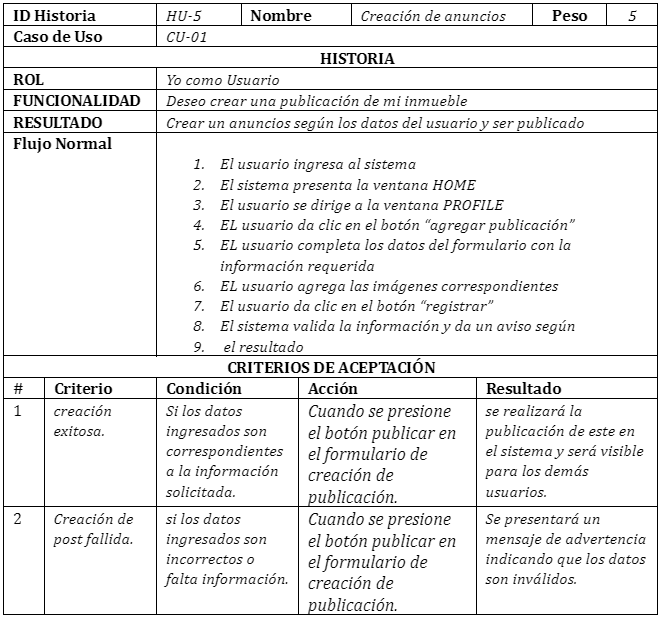 ID Historia HU-5 Nombre Creación de anuncios Peso 5
Caso de Uso CU-01
HISTORIA
ROL Yo como Usuario
FUNCIONALIDAD Deseo crear una publicación de mi inmueble
RESULTADO Crear un anuncios según los datos del usuario y ser publicado
Flujo Normal
1. El usuario ingresa al sistema
2. El sistema presenta la ventana HOME
3. El usuario se dirige a la ventana PROFILE
4. EL usuario da clic en el botón “agregar publicación”
5. EL usuario completa los datos del formulario con la
información requerida
6. EL usuario agrega las imágenes correspondientes
7. El usuario da clic en el botón “registrar”
8. El sistema valida la información y da un aviso según
9. el resultado
CRITERIOS DE ACEPTACIÓN
# Criterio Condición Acción Resultado
1
creación
exitosa.
Si los datos
ingresados son
correspondientes
a la información
solicitada.
Cuando se presione
el botón publicar en
el formulario de
creación de
publicación.
se realizará la
publicación de este en
el sistema y será visible
para los demás
usuarios.
2
Creación de
post fallida.
si los datos
ingresados son
incorrectos o
falta información.
Cuando se presione
el botón publicar en
el formulario de
creación de
publicación.
Se presentará un
mensaje de advertencia
indicando que los datos
son inválidos.